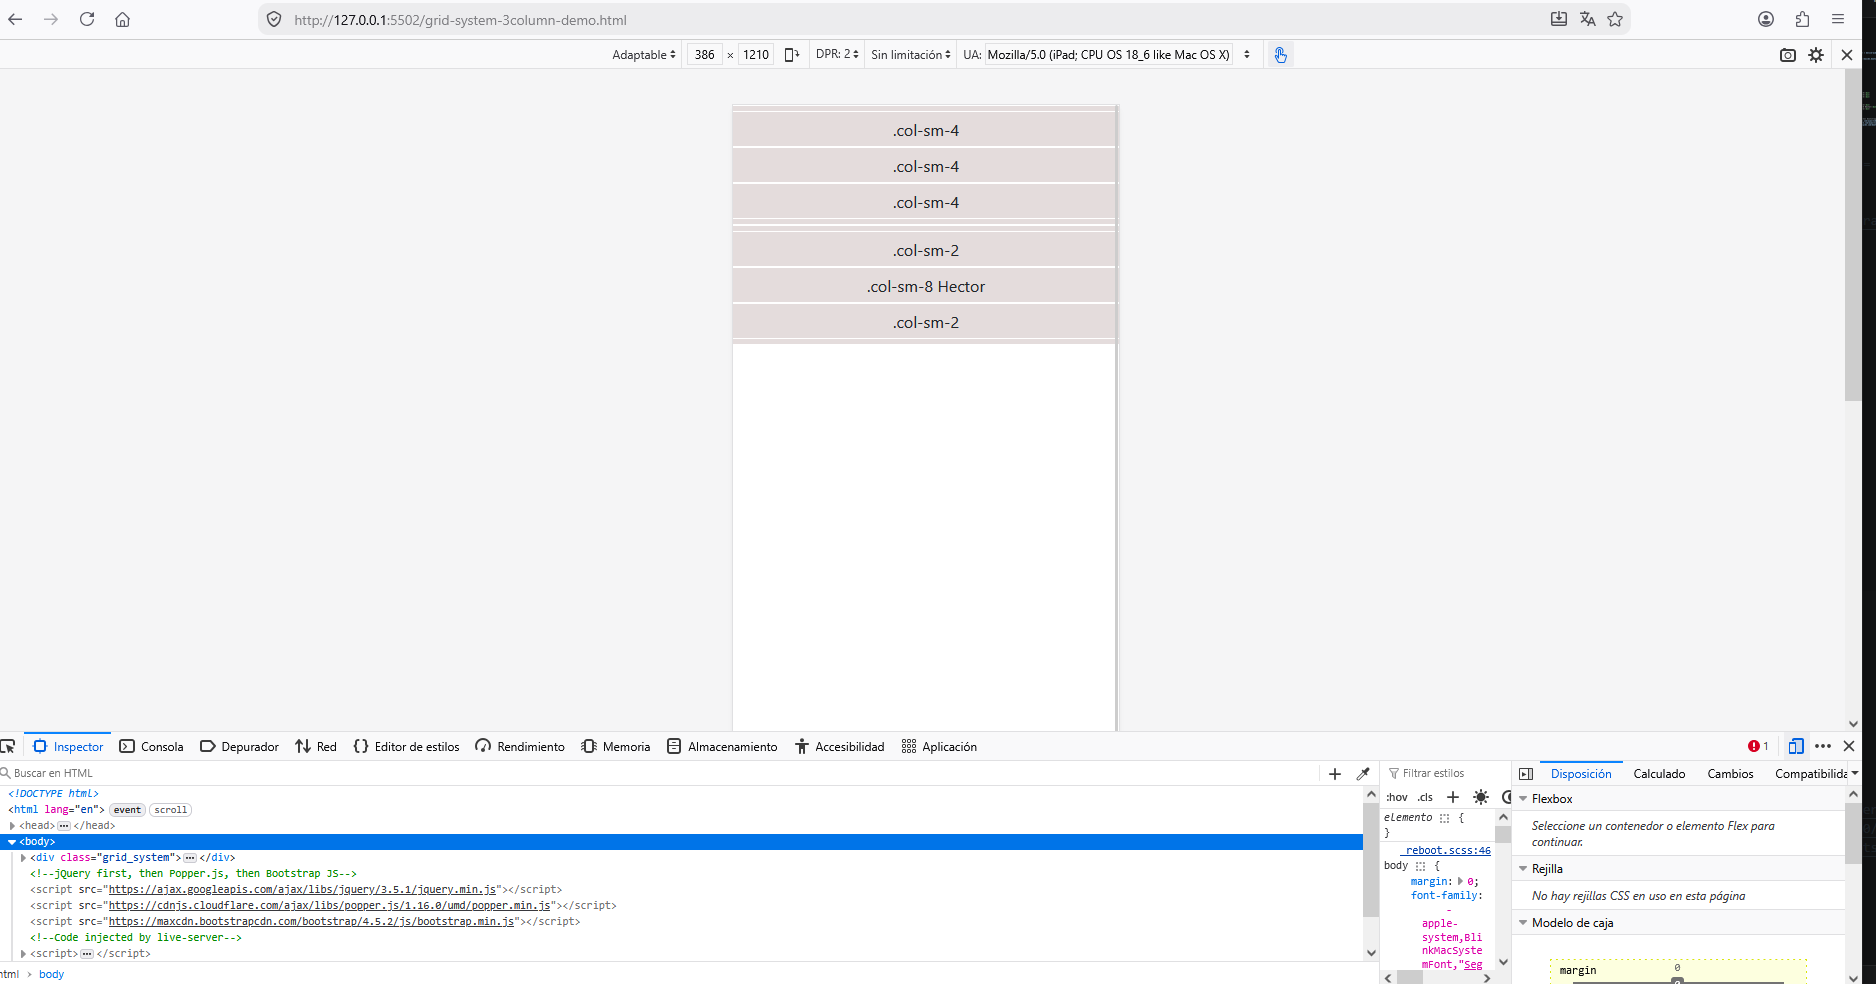 http://127.0.0.1:5502/grid-system-3column-demo.html
Adaptable 386 × 1210 DPR: 2 Sin limitación UA: Mozilla/5.0 (iPad; CPU OS 18_6 like Mac OS X)
.col-sm-4
.col-sm-4
.col-sm-4
.col-sm-2
.col-sm-8 Hector
.col-sm-2
Inspector Consola Depurador Red Editor de estilos Rendimiento Memoria Almacenamiento Accesibilidad Aplicación 1
Buscar en HTML
<!DOCTYPE html>
<html lang="en"> event scroll
<head> ••• </head>
<body>
<div class="grid_system"> ••• </div>
<!--jQuery first, then Popper.js, then Bootstrap JS-->
<script src="https://ajax.googleapis.com/ajax/libs/jquery/3.5.1/jquery.min.js"></script>
<script src="https://cdnjs.cloudflare.com/ajax/libs/popper.js/1.16.0/umd/popper.min.js"></script>
<script src="https://maxcdn.bootstrapcdn.com/bootstrap/4.5.2/js/bootstrap.min.js"></script>
<!--Code injected by live-server-->
<script> ••• </script>
html › body
Filtrar estilos
:hov .cls
elemento {
}
_reboot.scss:46
body {
margin: 0;
font-family:
-
apple-
system,Bli
nkMacSyste
mFont,"Seg
Disposición Calculado Cambios Compatibilida
Flexbox
Seleccione un contenedor o elemento Flex para
continuar.
Rejilla
No hay rejillas CSS en uso en esta página
Modelo de caja
margin 0